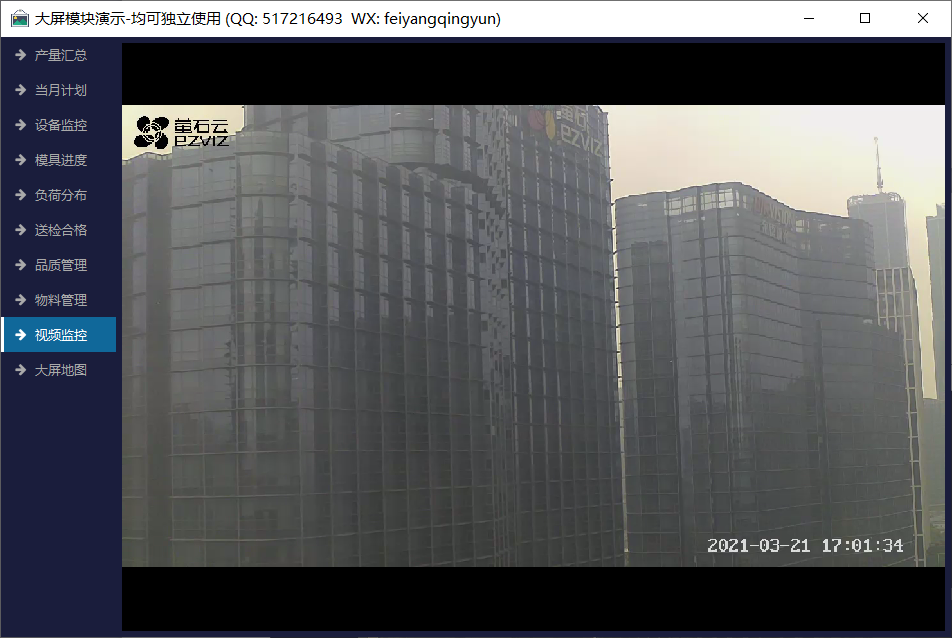 大屏模块演示-均可独立使用 (QQ: 517216493  WX: feiyangqingyun)
产量汇总
当月计划
设备监控
模具进度
负荷分布
送检合格
品质管理
物料管理
视频监控
大屏地图
萤石云
ezviz
萤石云
ezviz
2021-03-21 17:01:34